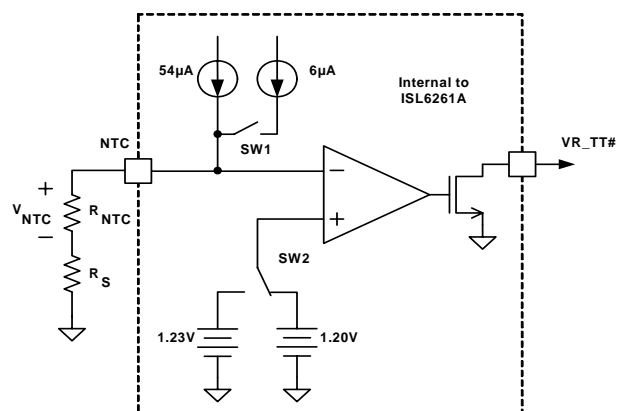 54µA
6µA
Internal to
ISL6261A
NTC
SW1
VR_TT#
+
V NTC
−
R NTC
R S
−
+
SW2
1.23V
1.20V